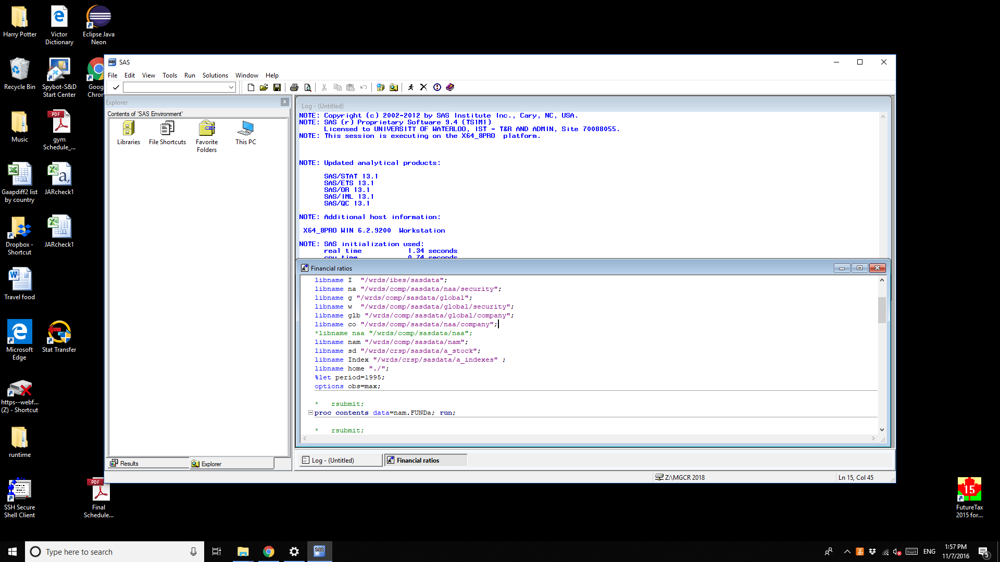 Harry Potter
Victor
Dictionary
Eclipse Java
Neon
Recycle Bin
Spybot-S&D
Start Center
Goog
Chron
Music
PDF
gym
Schedule_...
Gaapdiff2 list
by country
JARcheck1
Dropbox -
Shortcut
JARcheck1
Travel food
Microsoft
Edge
Stat Transfer
https--webf...
(Z) - Shortcut
runtime
SSH Secure
Shell Client
PDF
Final
Schedule...
15
FutureTax
2015 for...
sas SAS
File Edit View Tools Run Solutions Window Help
Explorer
Contents of 'SAS Environment'
Libraries
File Shortcuts
Favorite
Folders
This PC
Results
Explorer
Log - (Untitled)
NOTE: Copyright (c) 2002-2012 by SAS Institute Inc., Cary, NC, USA.
NOTE: SAS (r) Proprietary Software 9.4 (TS1M1)
Licensed to UNIVERSITY OF WATERLOO, IST - T&R AND ADMIN, Site 70088055.
NOTE: This session is executing on the X64_8PRO platform.
NOTE: Updated analytical products:
SAS/STAT 13.1
SAS/ETS 13.1
SAS/OR 13.1
SAS/IML 13.1
SAS/QC 13.1
NOTE: Additional host information:
X64_8PRO WIN 6.2.9200 Workstation
NOTE: SAS initialization used:
real time 1.34 seconds
cpu time 0.74 seconds
Financial ratios
libname I "/wrds/ibes/sasdata";
libname na "/wrds/comp/sasdata/naa/security";
libname g "/wrds/comp/sasdata/global";
libname w "/wrds/comp/sasdata/global/security";
libname glb "/wrds/comp/sasdata/global/company";
libname co "/wrds/comp/sasdata/naa/company";
*libname naa "/wrds/comp/sasdata/naa";
libname nam "/wrds/comp/sasdata/nam";
libname sd "/wrds/crsp/sasdata/a_stock";
libname Index "/wrds/crsp/sasdata/a_indexes" ;
libname home "./";
%let period=1995;
options obs=max;
* rsubmit;
proc contents data=nam.FUNDa; run;
* rsubmit;
Log - (Untitled)
Financial ratios
Z:\MGCR 2018
Ln 15, Col 45
Type here to search
sas
ENG
1:57 PM
11/7/2016
5